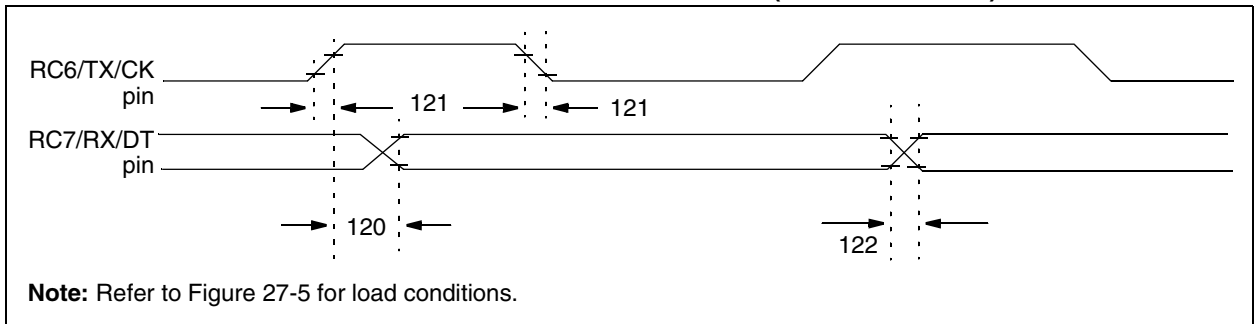 RC6/TX/CK
pin
121
121
RC7/RX/DT
pin
120
122
Note: Refer to Figure 27-5 for load conditions.